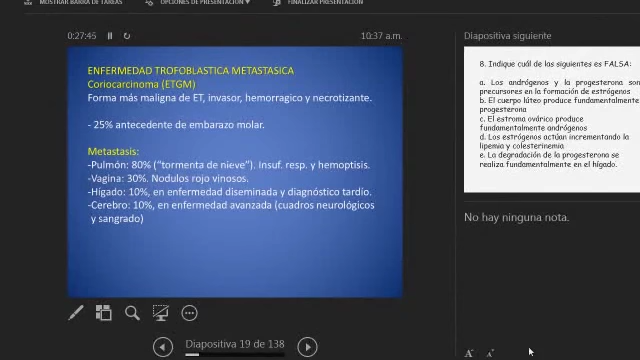 MOSTRAR BARRA DE TAREAS
OPCIONES DE PRESENTACIÓN ▼
FINALIZAR PRESENTACIÓN
0:27:45
10:37 a.m.
ENFERMEDAD TROFOBLASTICA METASTASICA
Coriocarcinoma (ETGM)
Forma más maligna de ET, invasor, hemorragico y necrotizante.
- 25% antecedente de embarazo molar.
Metastasis:
-Pulmón: 80% (“tormenta de nieve”). Insuf. resp. y hemoptisis.
-Vagina: 30%. Nodulos rojo vinosos.
-Hígado: 10%, en enfermedad diseminada y diagnóstico tardío.
-Cerebro: 10%, en enfermedad avanzada (cuadros neurológicos
y sangrado)
Diapositiva 19 de 138
Diapositiva siguiente
8. Indique cuál de las siguientes es FALSA:
a. Los andrógenos y la progesterona son
precursores en la formación de estrógenos
b. El cuerpo lúteo produce fundamentalmente
progesterona
c. El estroma ovárico produce
fundamentalmente andrógenos
d. Los estrógenos actúan incrementando la
lipemia y colesterinemia
e. La degradación de la progesterona se
realiza fundamentalmente en el hígado.
No hay ninguna nota.
A A